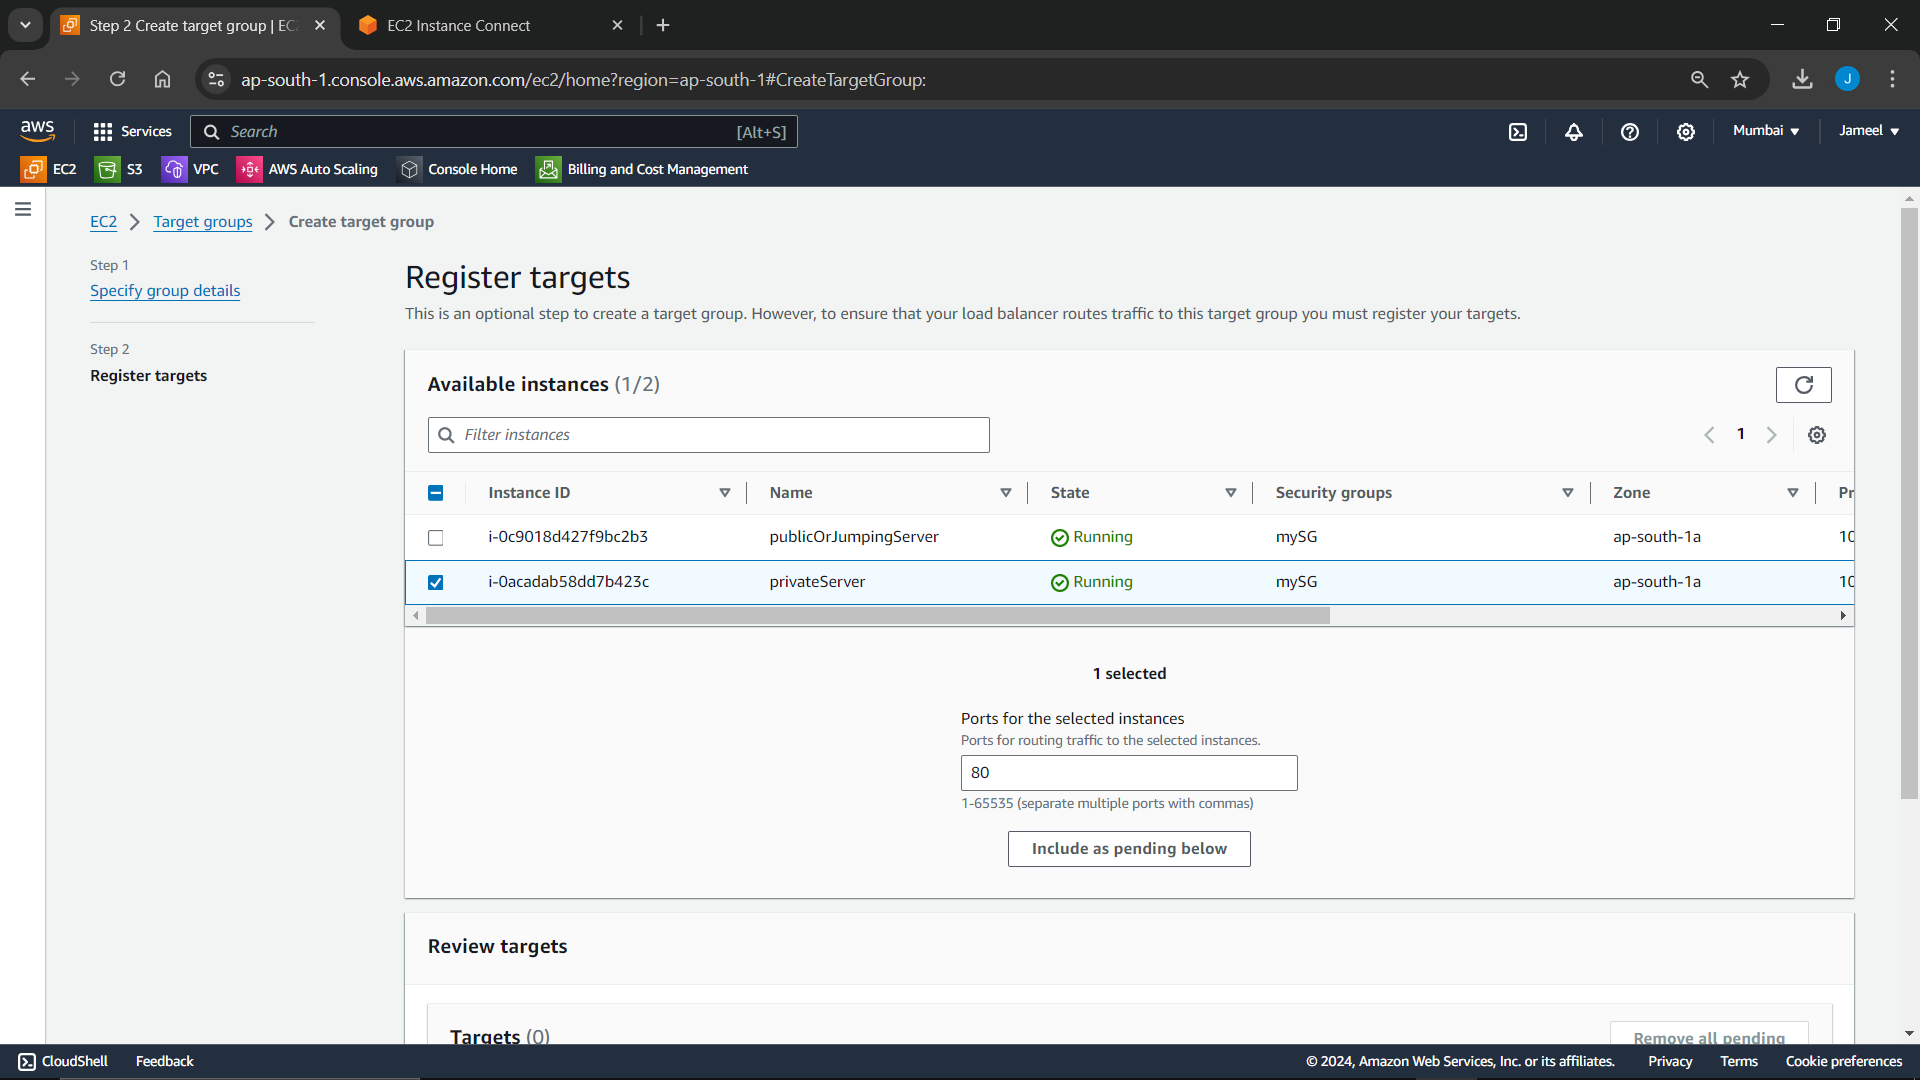 Step 2 Create target group | EC
EC2 Instance Connect
ap-south-1.console.aws.amazon.com/ec2/home?region=ap-south-1#CreateTargetGroup:
J
aws
Services
Search
[Alt+S]
Mumbai
Jameel
EC2
S3
VPC
AWS Auto Scaling
Console Home
Billing and Cost Management
EC2
Target groups
Create target group
Step 1
Specify group details
Step 2
Register targets
Register targets
This is an optional step to create a target group. However, to ensure that your load balancer routes traffic to this target group you must register your targets.
Available instances (1/2)
Filter instances
1
Instance ID Name State Security groups Zone Pr
i-0c9018d427f9bc2b3 publicOrJumpingServer Running mySG ap-south-1a 10
i-0acadab58dd7b423c privateServer Running mySG ap-south-1a 10
1 selected
Ports for the selected instances
Ports for routing traffic to the selected instances.
80
1-65535 (separate multiple ports with commas)
Include as pending below
Review targets
Targets (0)
Remove all pending
CloudShell
Feedback
© 2024, Amazon Web Services, Inc. or its affiliates.
Privacy
Terms
Cookie preferences